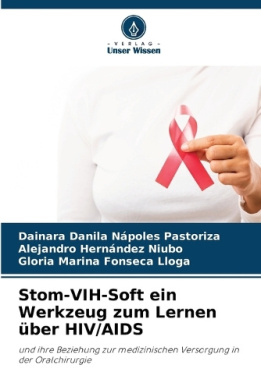 VERLAG
Unser Wissen
Dainara Danila Nápoles Pastoriza
Alejandro Hernández Niubo
Gloria Marina Fonseca Lloga
Stom-VIH-Soft ein
Werkzeug zum Lernen
über HIV/AIDS
und ihre Beziehung zur medizinischen Versorgung in
der Oralchirurgie